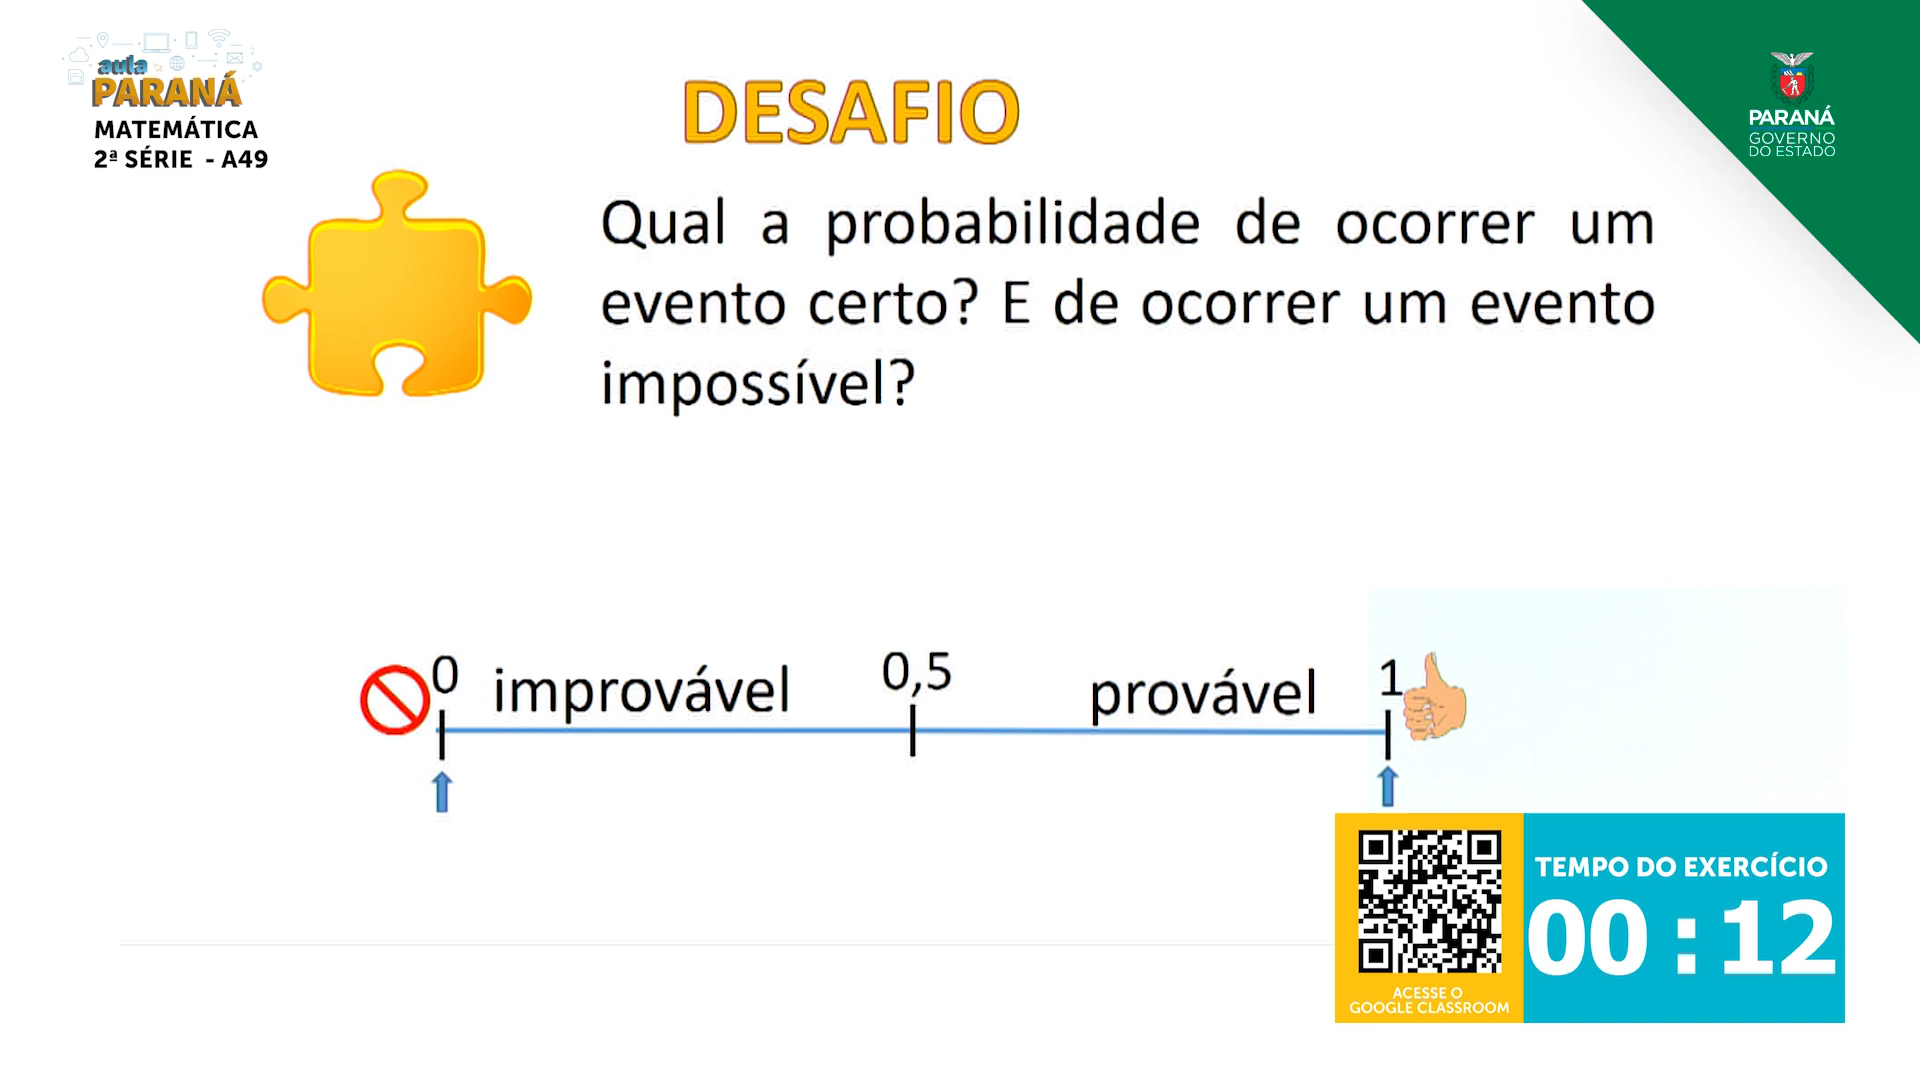 aula
PARANÁ
MATEMÁTICA
2ª SÉRIE - A49
DESAFIO
PARANÁ
GOVERNO
DO ESTADO
Qual a probabilidade de ocorrer um
evento certo? E de ocorrer um evento
impossível?
0 improvável 0,5 provável 1
TEMPO DO EXERCÍCIO
00 : 12
ACESSE O
GOOGLE CLASSROOM